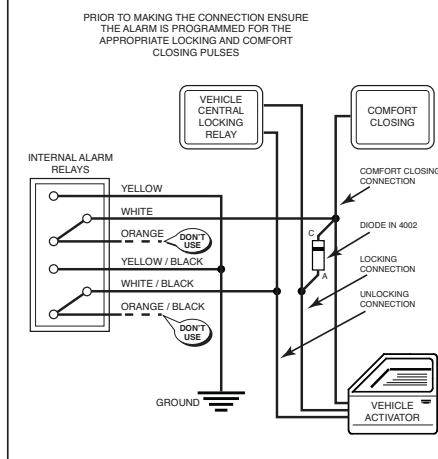 PRIOR TO MAKING THE CONNECTION ENSURE
THE ALARM IS PROGRAMMED FOR THE
APPROPRIATE LOCKING AND COMFORT
CLOSING PULSES
VEHICLE
CENTRAL
LOCKING
RELAY
COMFORT
CLOSING
INTERNAL ALARM
RELAYS
COMFORT CLOSING
CONNECTION
YELLOW
WHITE
ORANGE
DON'T
USE
C
DIODE IN 4002
YELLOW / BLACK
LOCKING
CONNECTION
A
WHITE / BLACK
UNLOCKING
CONNECTION
ORANGE / BLACK
DON'T
USE
GROUND
VEHICLE
ACTIVATOR